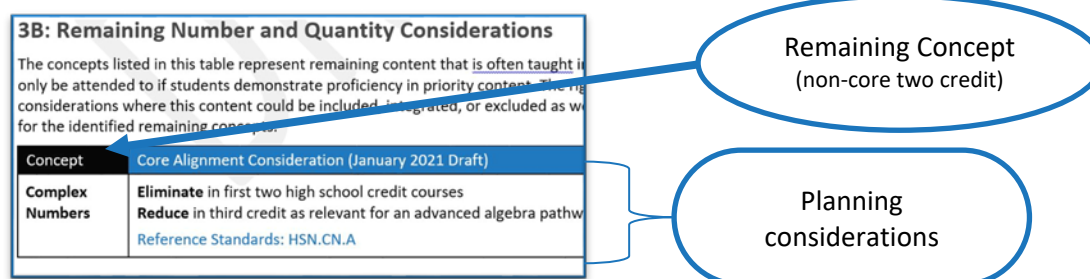 3B: Remaining Number and Quantity Considerations
The concepts listed in this table represent remaining content that is often taught
only be attended to if students demonstrate proficiency in priority content. The
considerations where this content could be included, integrated, or excluded as
for the identified remaining concepts.
Concept
Core Alignment Consideration (January 2021 Draft)
Complex
Numbers
Eliminate in first two high school credit courses
Reduce in third credit as relevant for an advanced algebra
Reference Standards: HSN.CN.A
Remaining Concept
(non-core two credit)
Planning
considerations